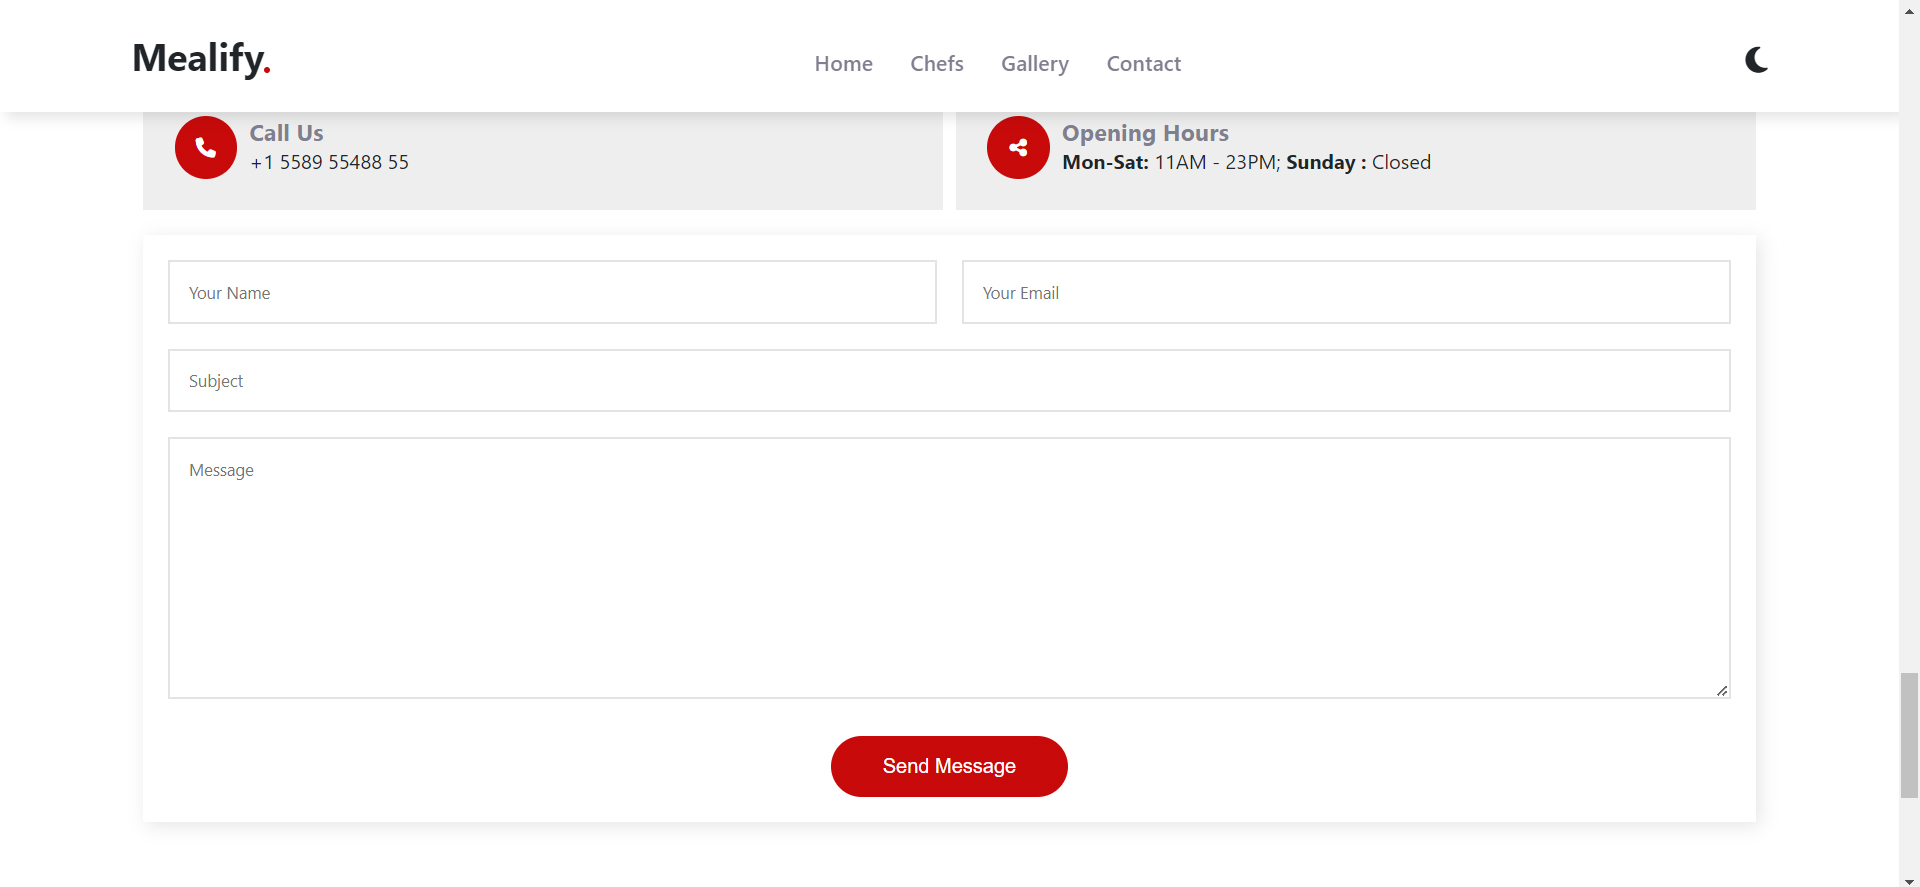 Mealify.
Home Chefs Gallery Contact
Call Us
+1 5589 55488 55
Opening Hours
Mon-Sat: 11AM - 23PM; Sunday : Closed
Your Name
Your Email
Subject
Message
Send Message